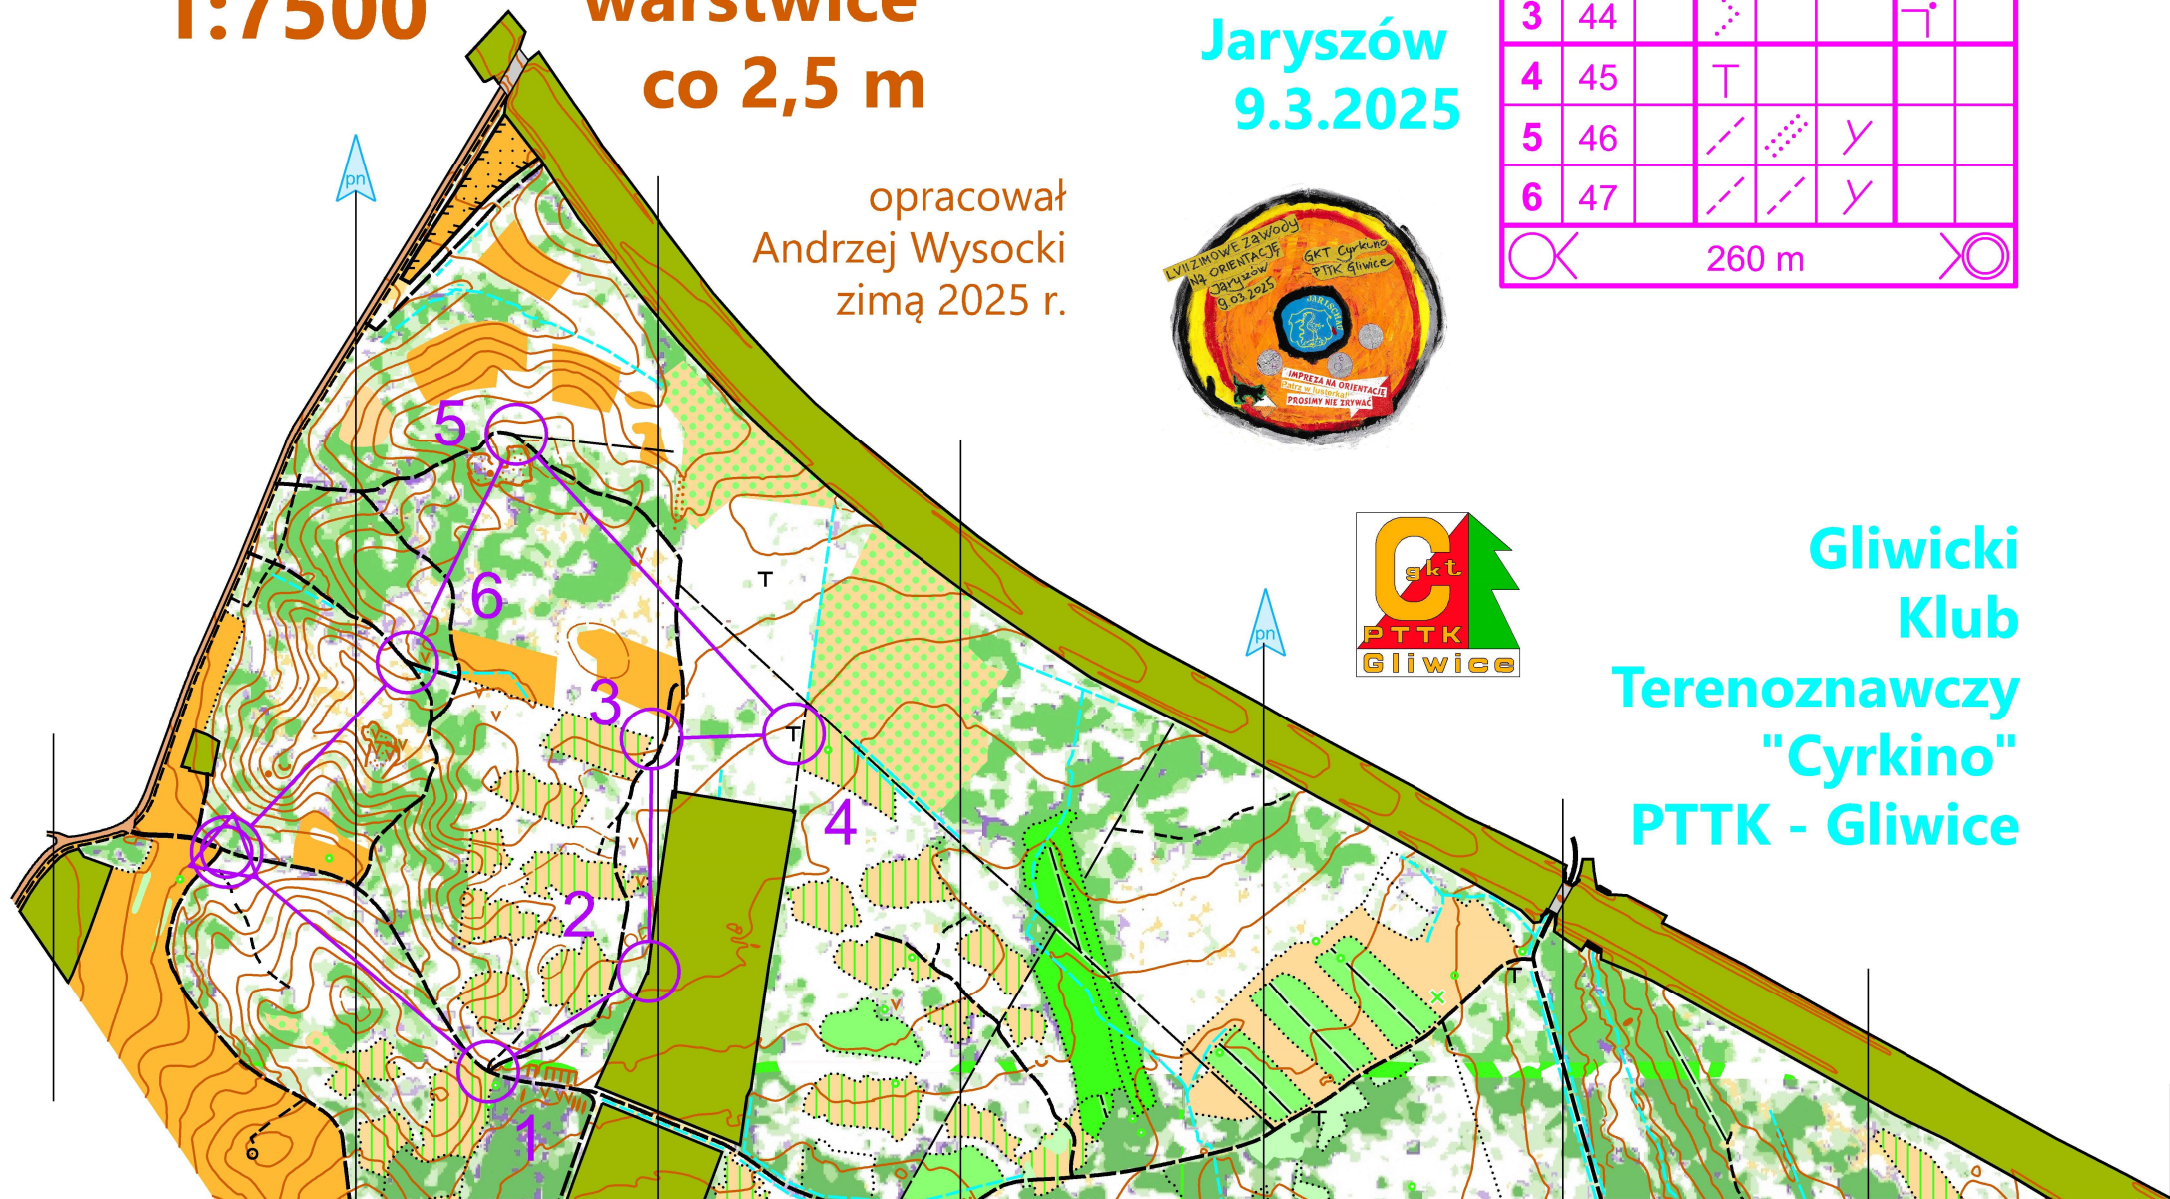 1:7500
warstwice
co 2,5 m
opracował
Andrzej Wysocki
zimą 2025 r.
Jaryszów
9.3.2025
3 44
4 45
5 46
6 47
260 m
LVII ZIMOWE ZAWODY
NA ORIENTACJĘ
Jaryszów
9.03.2025
GKT Cyrkino
PTTK Gliwice
JARISCHAU
IMPREZA NA ORIENTACJĘ
Patrz w lusterka!
PROSIMY NIE ZRYWAĆ
C
gkt
PTTK
Gliwice
Gliwicki
Klub
Terenoznawczy
"Cyrkino"
PTTK - Gliwice
pn
pn
5
6
3
4
2
1